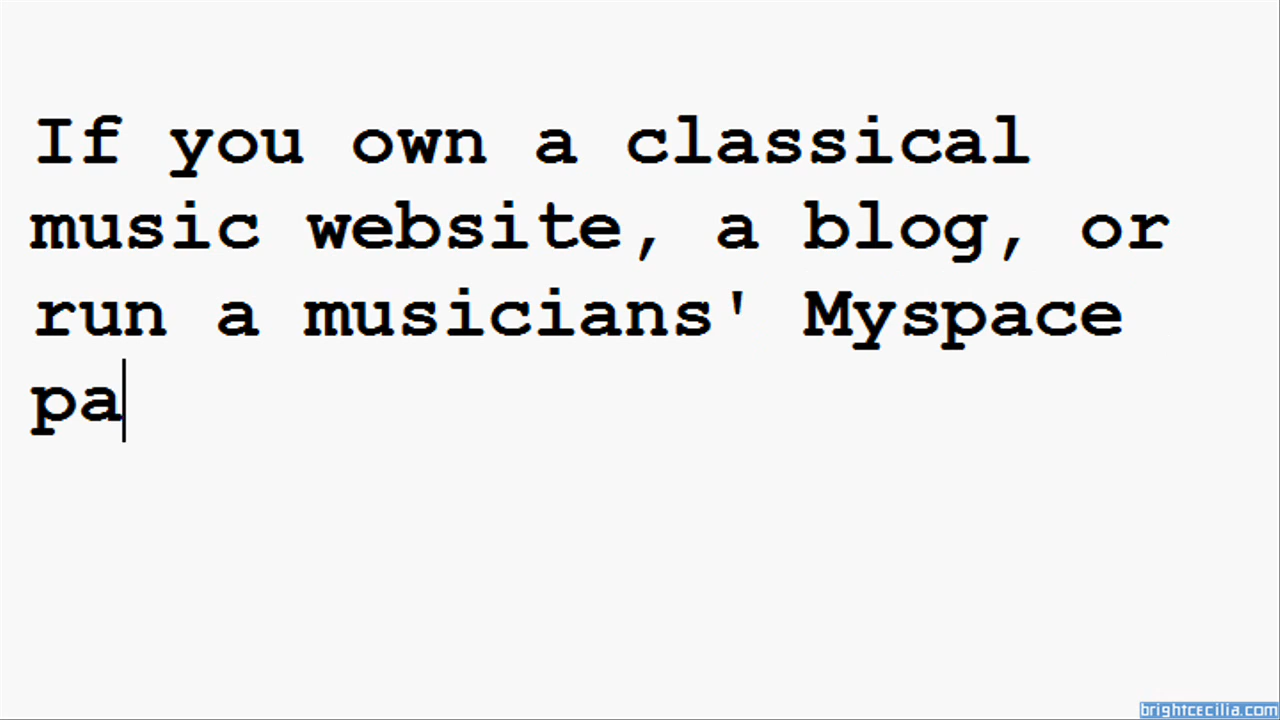 If you own a classical
music website, a blog, or
run a musicians' Myspace
pa
brightcecilia.com